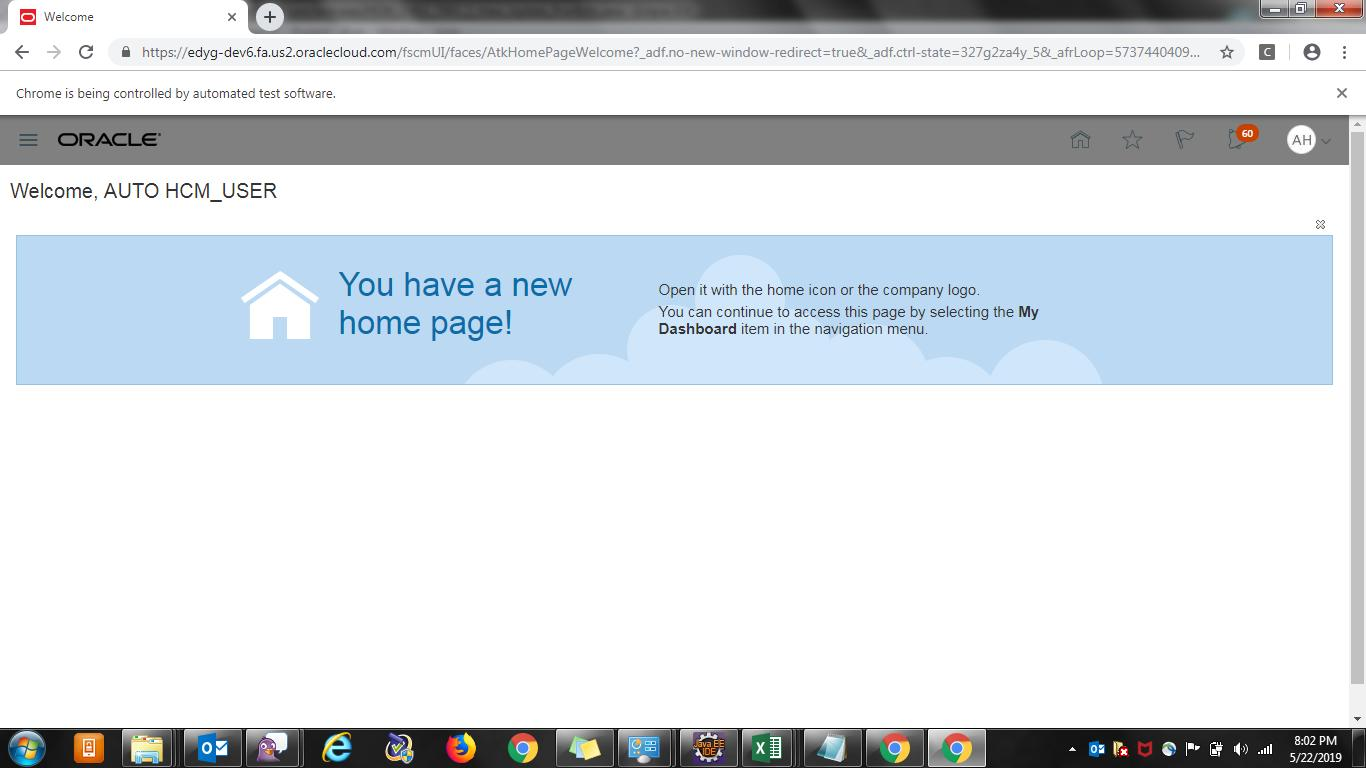 Welcome
https://edyg-dev6.fa.us2.oraclecloud.com/fscmUI/faces/AtkHomePageWelcome?_adf.no-new-window-redirect=true&_adf.ctrl-state=327g2za4y_5&_afrLoop=5737440409...
C
Chrome is being controlled by automated test software.
ORACLE
60
AH
Welcome, AUTO HCM_USER
You have a new
home page!
Open it with the home icon or the company logo.
You can continue to access this page by selecting the My
Dashboard item in the navigation menu.
Java EE
IDE
8:02 PM
5/22/2019